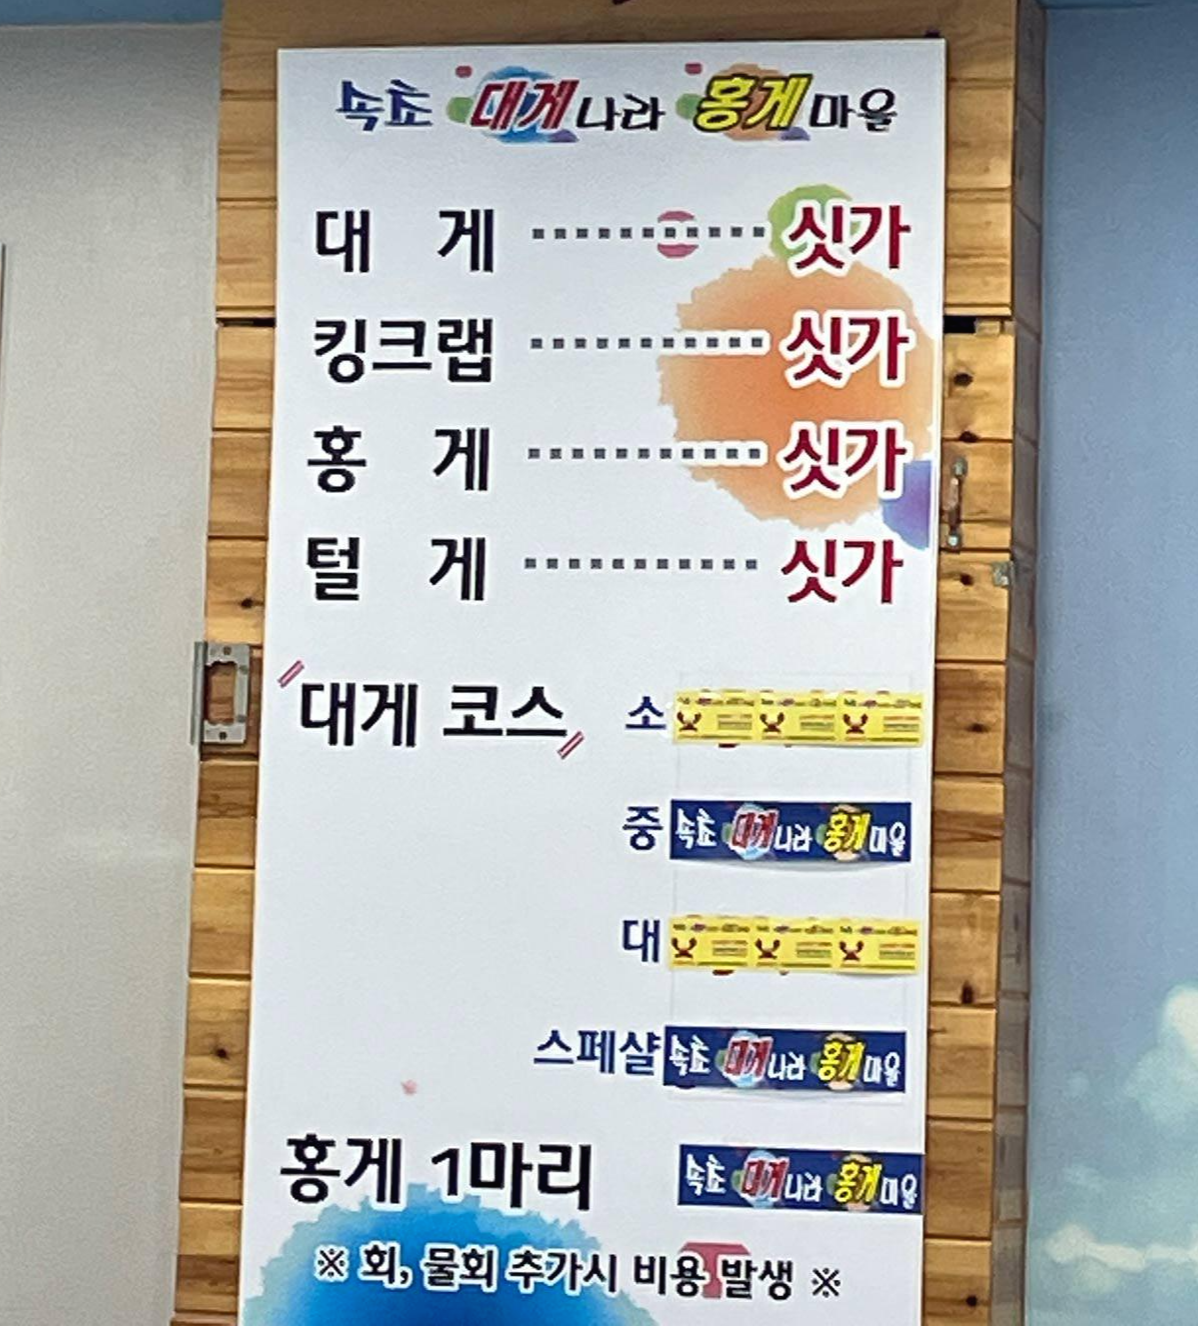 속초 대게나라 홍게마을
대 게 ----------- 싯가
킹크랩 ----------- 싯가
홍 게 ----------- 싯가
털 게 ----------- 싯가
"대게 코스" 소
중 속초 대게나라 홍게마을
대
스페샬 속초 대게나라 홍게마을
홍게 1마리 속초 대게나라 홍게마을
※ 회, 물회 추가시 비용 발생 ※